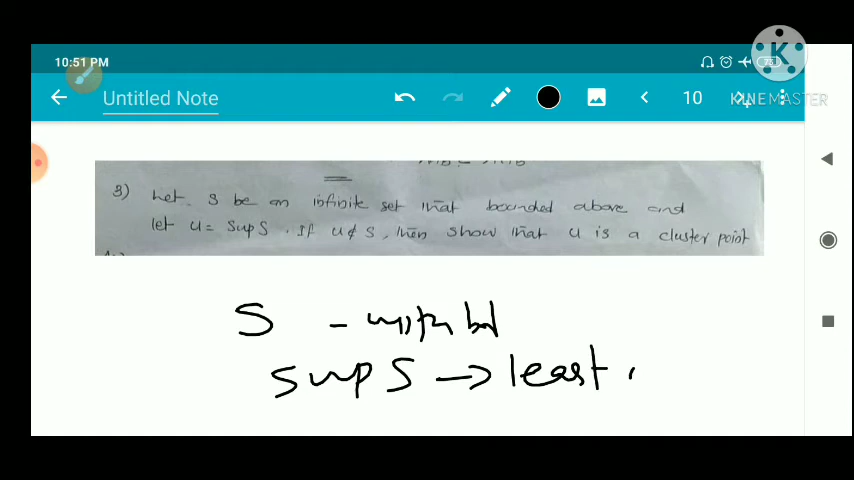 10:51 PM
73
KINEMASTER
Untitled Note
10
3) Let S be an infinite set that bounded above and
let u = Sup S . If u ∉ S , then show that u is a cluster point
S -
Sup S → least